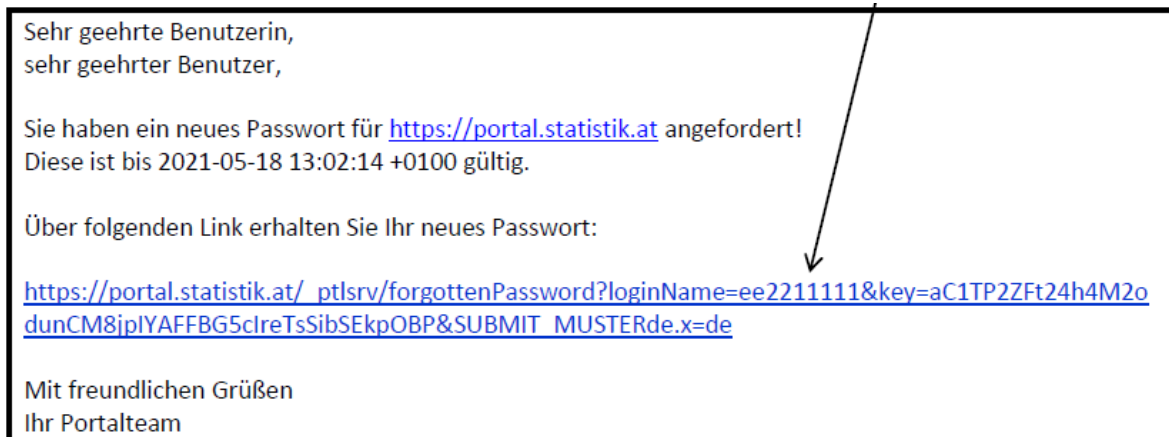 Sehr geehrte Benutzerin,
sehr geehrter Benutzer,
Sie haben ein neues Passwort für https://portal.statistik.at angefordert!
Diese ist bis 2021-05-18 13:02:14 +0100 gültig.
Über folgenden Link erhalten Sie Ihr neues Passwort:
https://portal.statistik.at/_ptlsrv/forgottenPassword?loginName=ee2211111&key=aC1TP2ZFt24h4M2o
dunCM8jpIYAFFBG5cIreTsSibSEkpOBP&SUBMIT_MUSTERde.x=de
Mit freundlichen Grüßen
Ihr Portalteam